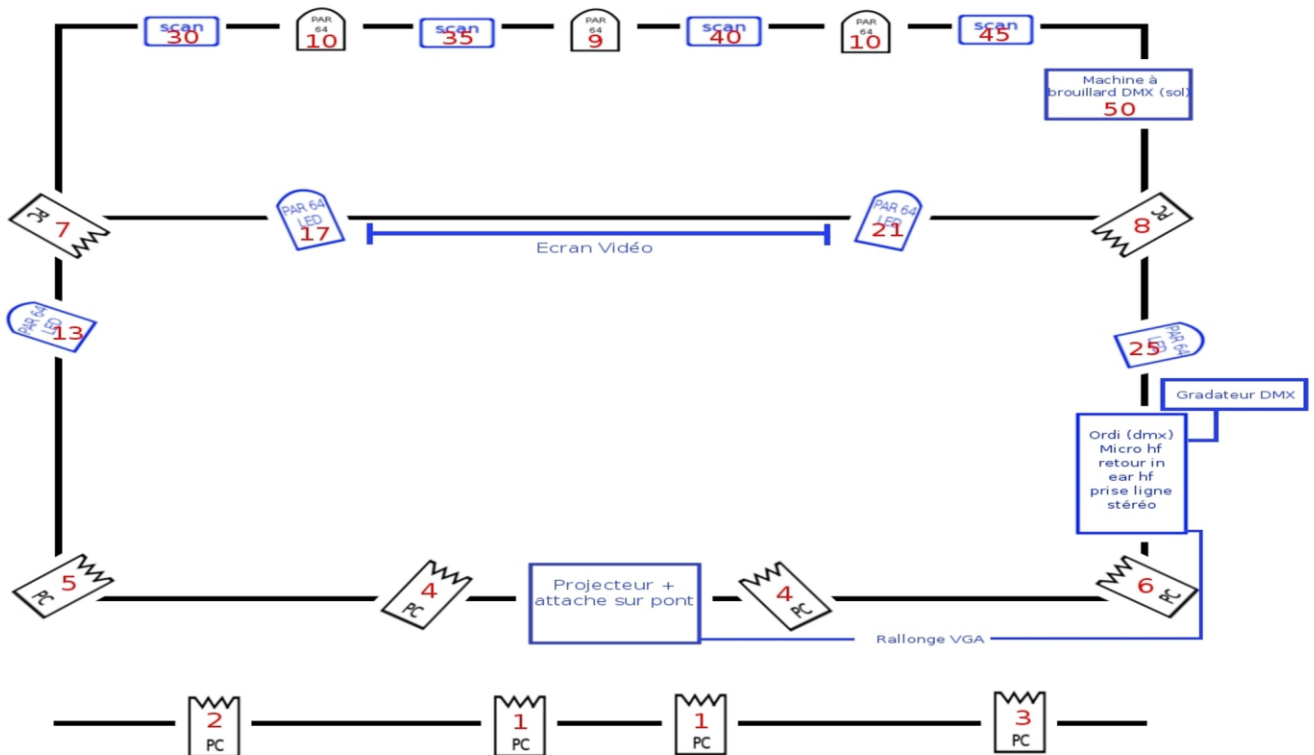 scan
30
PAR
64
10
scan
35
PAR
64
9
scan
40
PAR
64
10
scan
45
Machine à
brouillard DMX (sol)
50
PC
7
PAR 64
LED
17
Ecran Vidéo
PAR 64
LED
21
PC
8
PAR 64
LED
13
PAR 64
LED
25
Gradateur DMX
Ordi (dmx)
Micro hf
retour in
ear hf
prise ligne
stéréo
5
PC
4
PC
Projecteur +
attache sur pont
4
PC
6
PC
Rallonge VGA
2
PC
1
PC
1
PC
3
PC